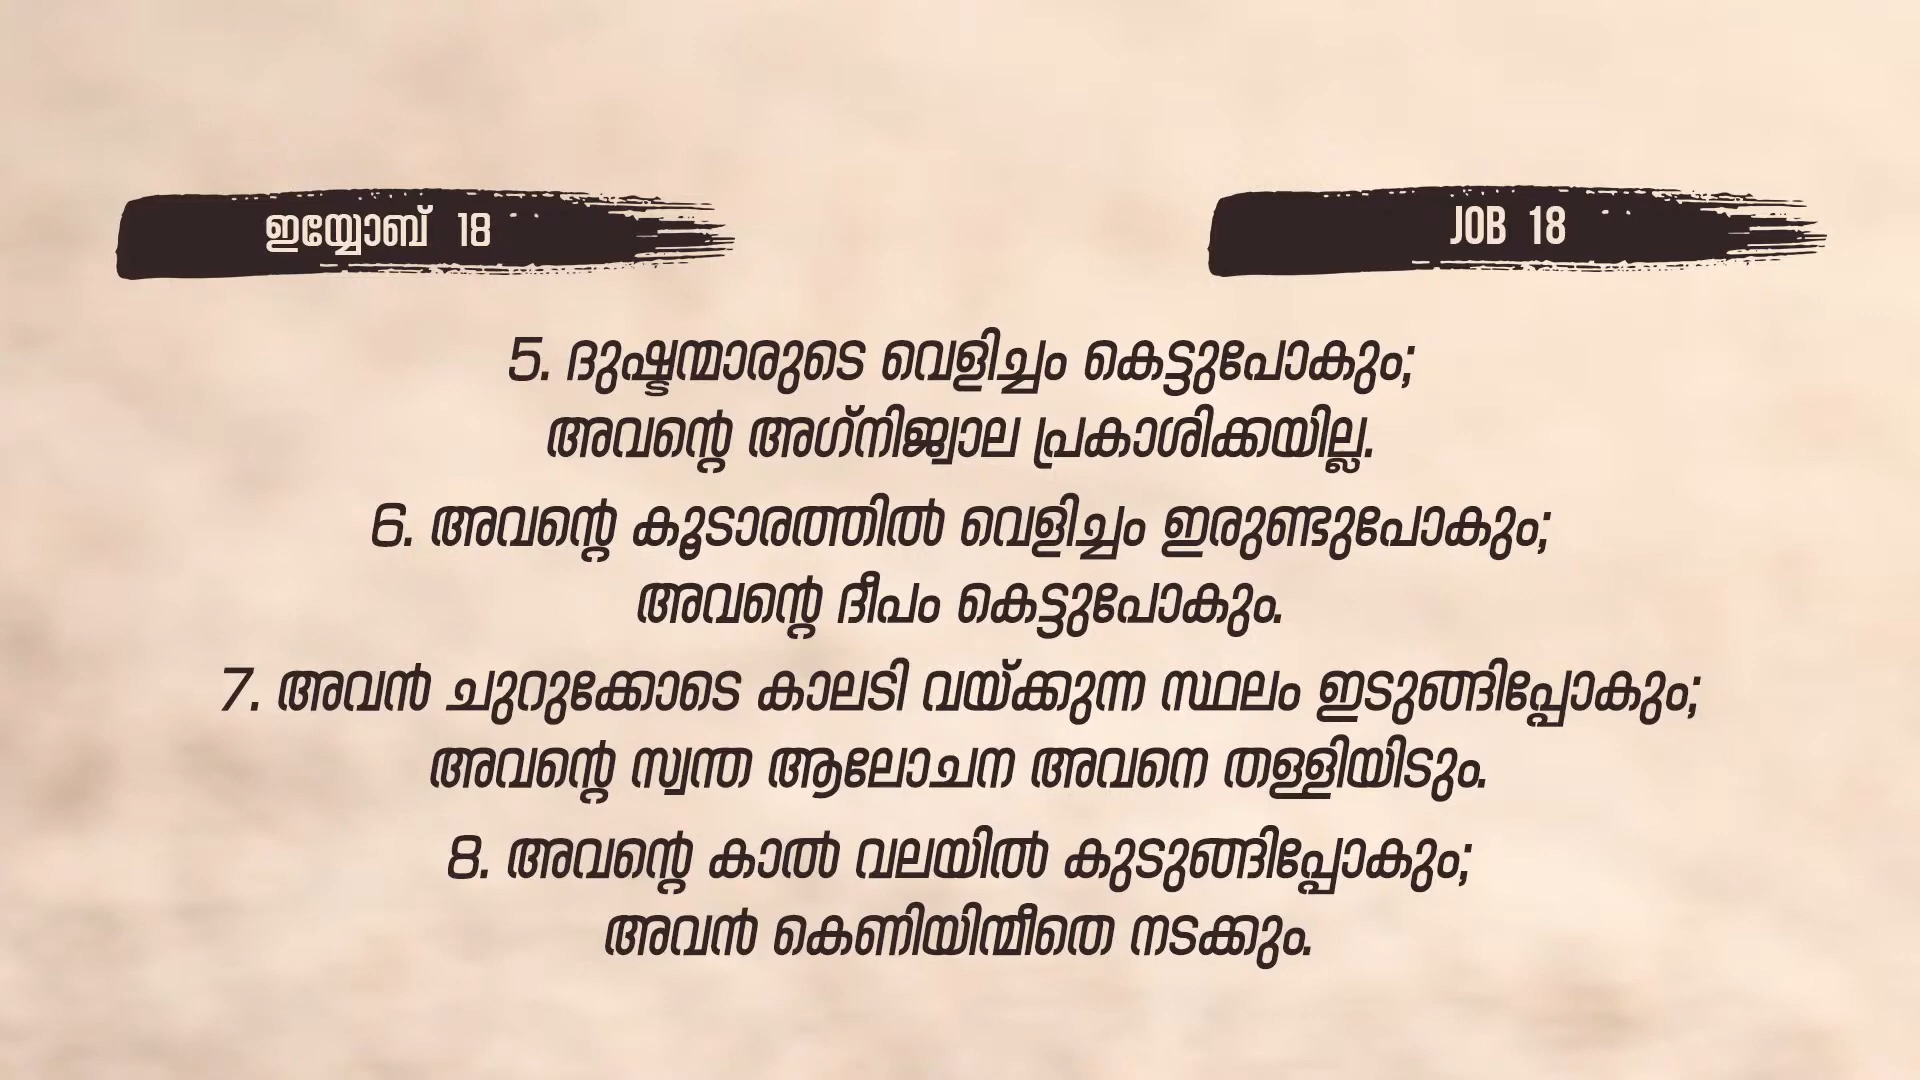 ഇയ്യോബ് 18
JOB 18
5. ദുഷ്ടന്മാരുടെ വെളിച്ചം കെട്ടുപോകും;
അവന്റെ അഗ്നിജ്വാല പ്രകാശിക്കയില്ല.
6. അവന്റെ കൂടാരത്തിൽ വെളിച്ചം ഇരുണ്ടുപോകും;
അവന്റെ ദീപം കെട്ടുപോകും.
7. അവൻ ചുറുക്കോടെ കാലടി വയ്ക്കുന്ന സ്ഥലം ഇടുങ്ങിപ്പോകും;
അവന്റെ സ്വന്ത ആലോചന അവനെ തള്ളിയിടും.
8. അവന്റെ കാൽ വലയിൽ കുടുങ്ങിപ്പോകും;
അവൻ കെണിയിന്മീതെ നടക്കും.